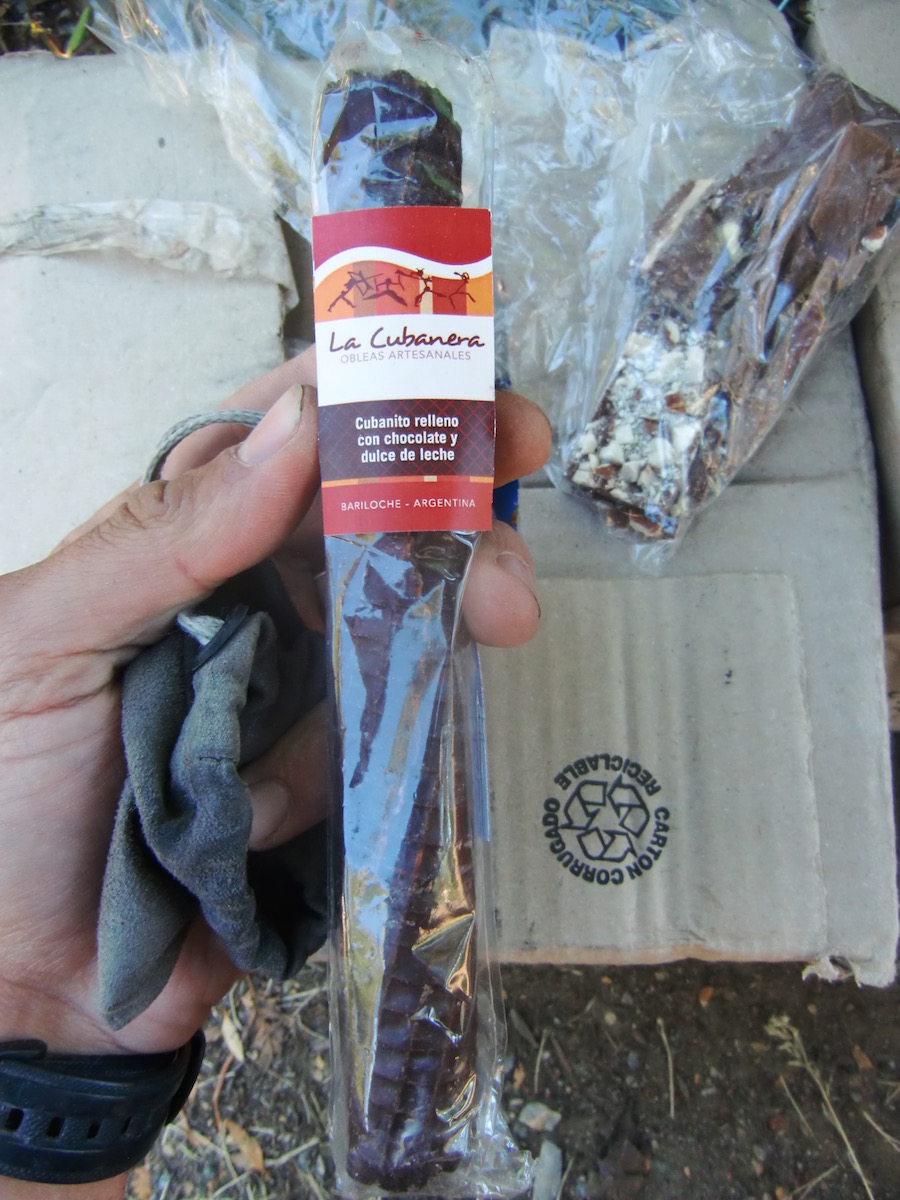 La Cubanera
OBLEAS ARTESANALES
Cubanito relleno
con chocolate y
dulce de leche
BARILOCHE - ARGENTINA
CARTON CORRUGADO
RECICLABLE